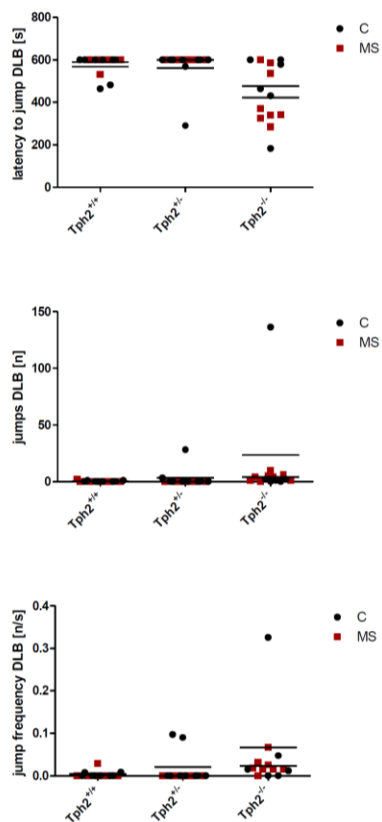 latency to jump DLB [s]
800
600
400
200
0
Tph2+/+
Tph2+/-
Tph2-/-
C
MS
jumps DLB [n]
150
100
50
0
Tph2+/+
Tph2+/-
Tph2-/-
C
MS
jump frequency DLB [n/s]
0.4
0.3
0.2
0.1
0.0
Tph2+/+
Tph2+/-
Tph2-/-
C
MS